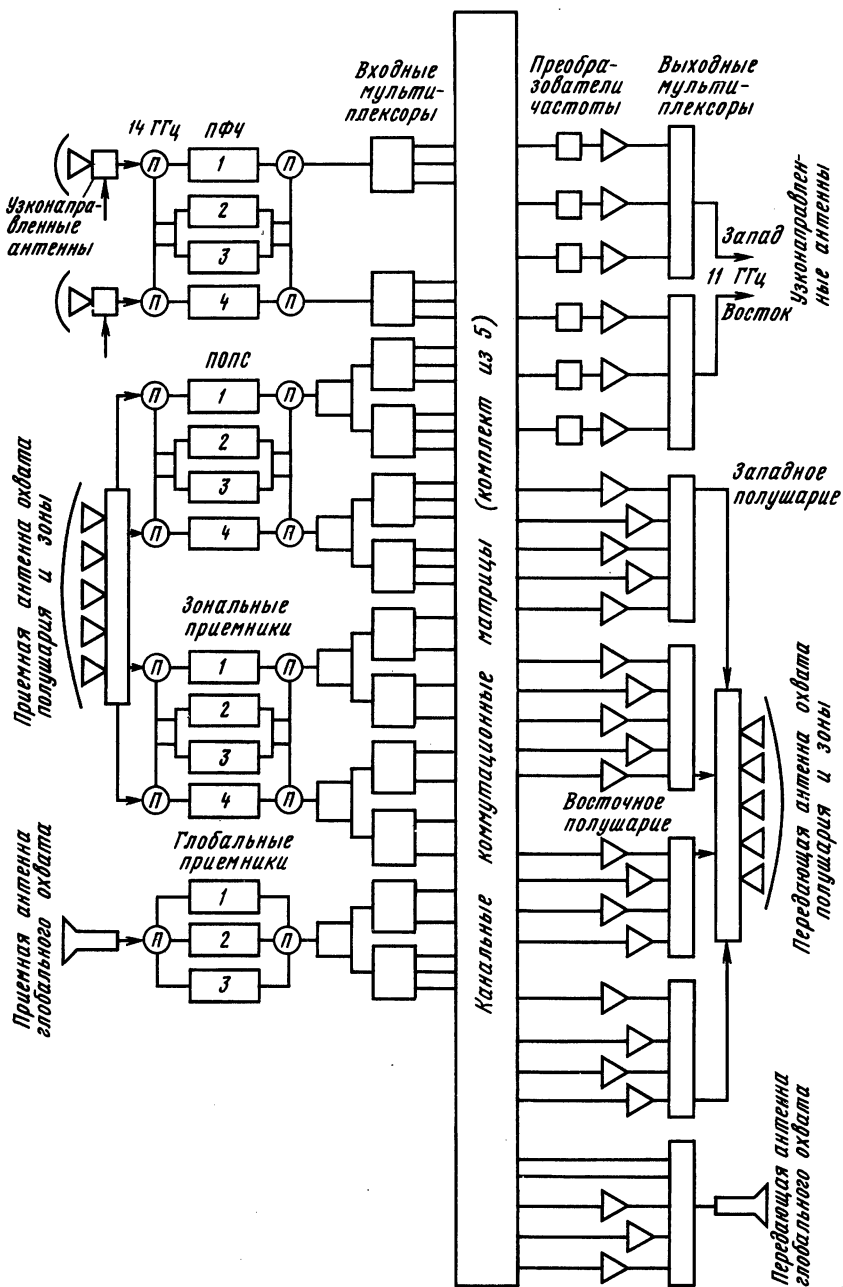 Входные
мульти-
плексоры
Преобра-
зователи
частоты
Выходные
мульти-
плексоры
14 ГГц
ПФЧ
П
1
П
2
3
П
4
П
Узконаправ-
ленные
антенны
Запад
11 ГГц
Восток
Узконаправлен-
ные антенны
ПОПС
П
1
П
2
3
П
4
П
Приемная антенна охвата
полушария и зоны
Западное
полушарие
Зональные
приемники
П
1
П
2
3
П
4
П
Восточное
полушарие
Передающая антенна охвата
полушария и зоны
Глобальные
приемники
1
П
2
П
3
Приемная антенна
глобального охвата
Канальные коммутационные матрицы (комплект из 5)
Передающая антенна
глобального охвата